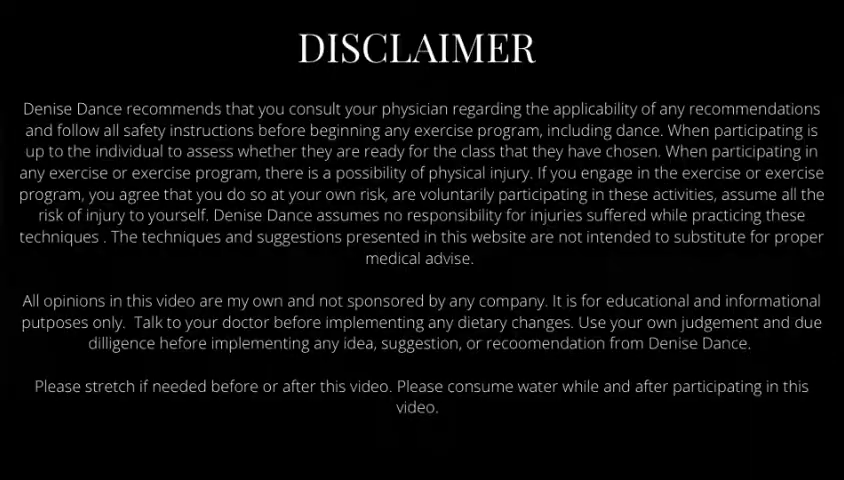 DISCLAIMER
Denise Dance recommends that you consult your physician regarding the applicability of any recommendations
and follow all safety instructions before beginning any exercise program, including dance. When participating is
up to the individual to assess whether they are ready for the class that they have chosen. When participating in
any exercise or exercise program, there is a possibility of physical injury. If you engage in the exercise or exercise
program, you agree that you do so at your own risk, are voluntarily participating in these activities, assume all the
risk of injury to yourself. Denise Dance assumes no responsibility for injuries suffered while practicing these
techniques . The techniques and suggestions presented in this website are not intended to substitute for proper
medical advise.
All opinions in this video are my own and not sponsored by any company. It is for educational and informational
putposes only.  Talk to your doctor before implementing any dietary changes. Use your own judgement and due
dilligence hefore implementing any idea, suggestion, or recoomendation from Denise Dance.
Please stretch if needed before or after this video. Please consume water while and after participating in this
video.